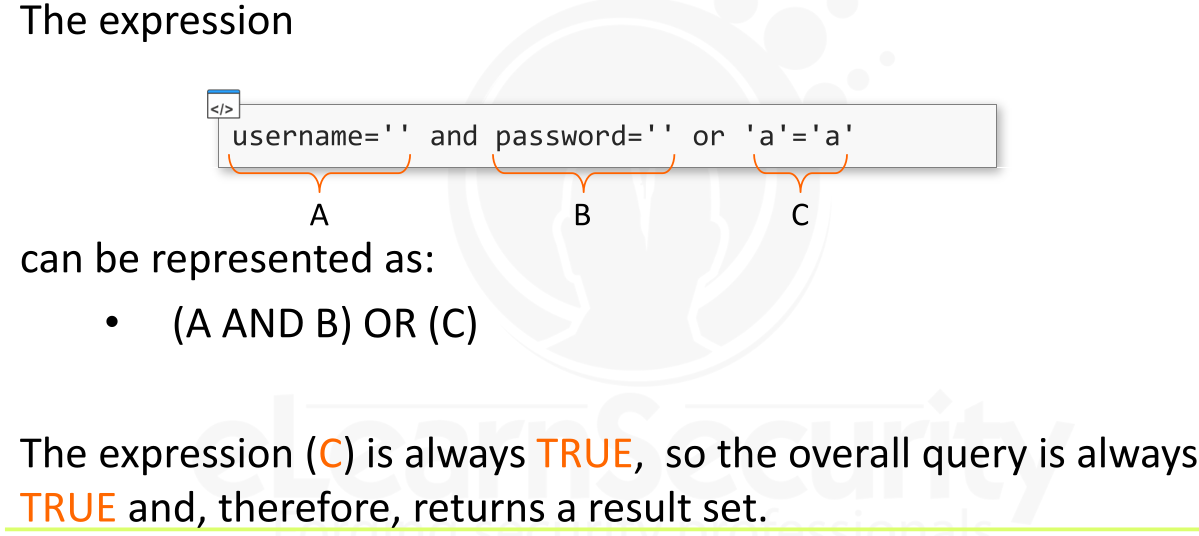 The expression
</>
username='' and password='' or 'a'='a'
A B C
can be represented as:
• (A AND B) OR (C)
eLearnSecurity
The expression (C) is always TRUE, so the overall query is always
TRUE and, therefore, returns a result set.